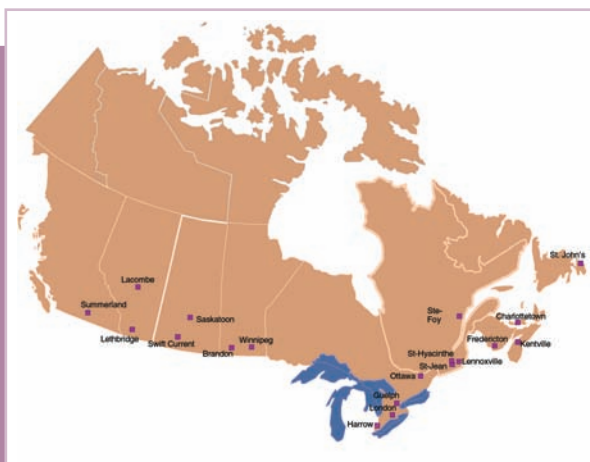 St. John's
Lacombe
Summerland
Saskatoon
Ste-
Foy
Charlottetown
Lethbridge
Swift Current
Brandon
Winnipeg
Fredericton
Kentville
St-Hyacinthe
Lennoxville
St-Jean
Ottawa
Guelph
London
Harrow